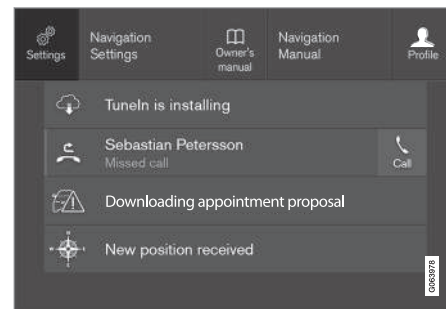 Settings
Navigation
Settings
Owner's
manual
Navigation
Manual
Profile
TuneIn is installing
Sebastian Petersson
Missed call
Call
Downloading appointment proposal
New position received
G063978